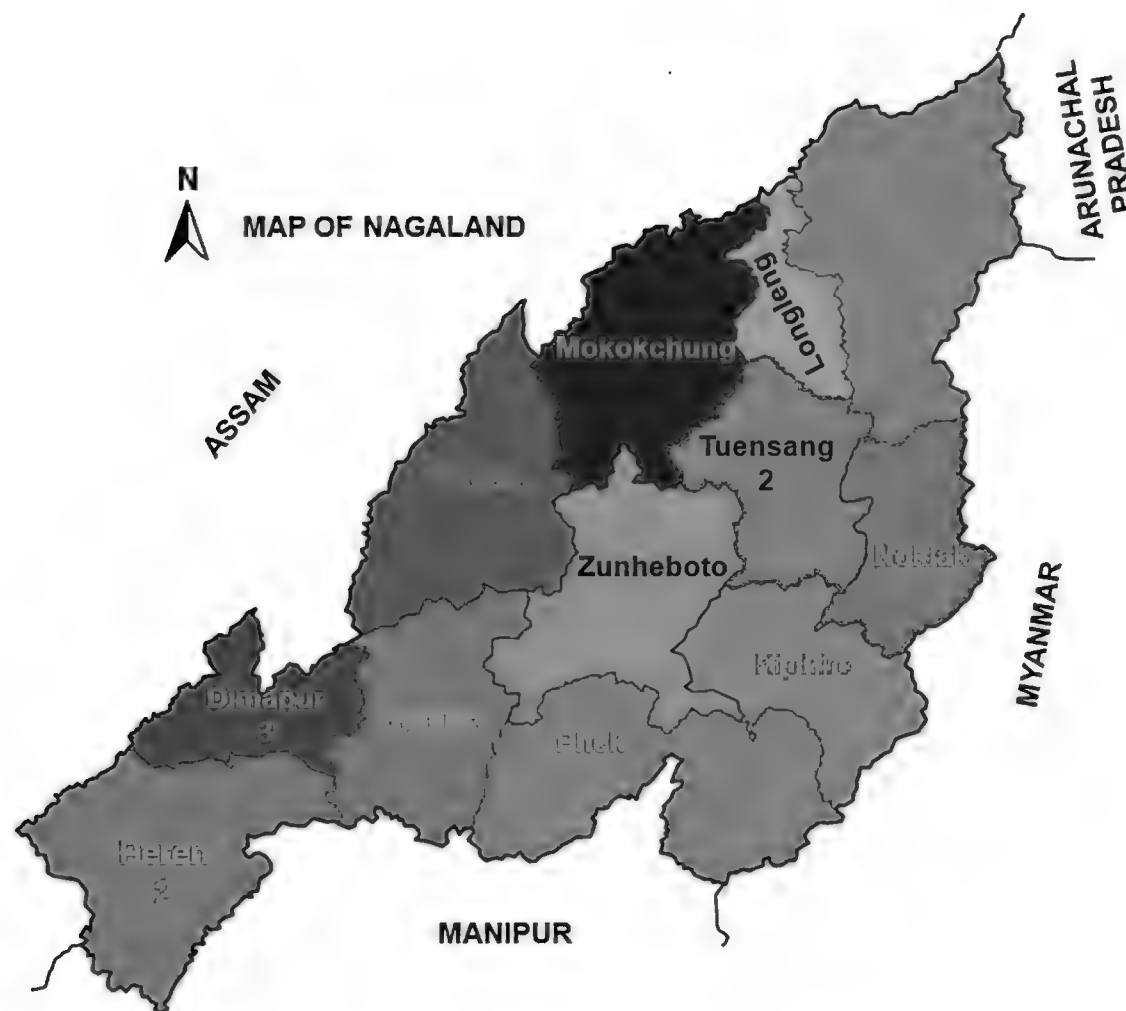 N
MAP OF NAGALAND
ARUNACHAL
PRADESH
Longleng
Mokokchung
ASSAM
Tuensang
2
Zunheboto
MYANMAR
Kiphire
Dimapur
3
Phek
Peren
2
MANIPUR